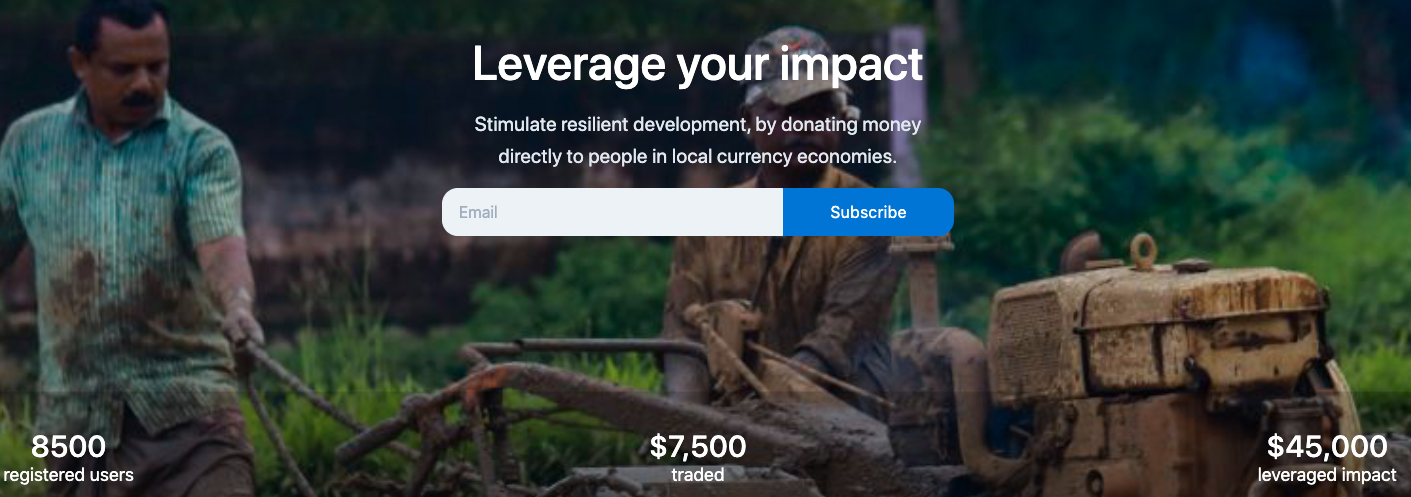 Leverage your impact
Stimulate resilient development, by donating money
directly to people in local currency economies.
Email
Subscribe
8500
registered users
$7,500
traded
$45,000
leveraged impact